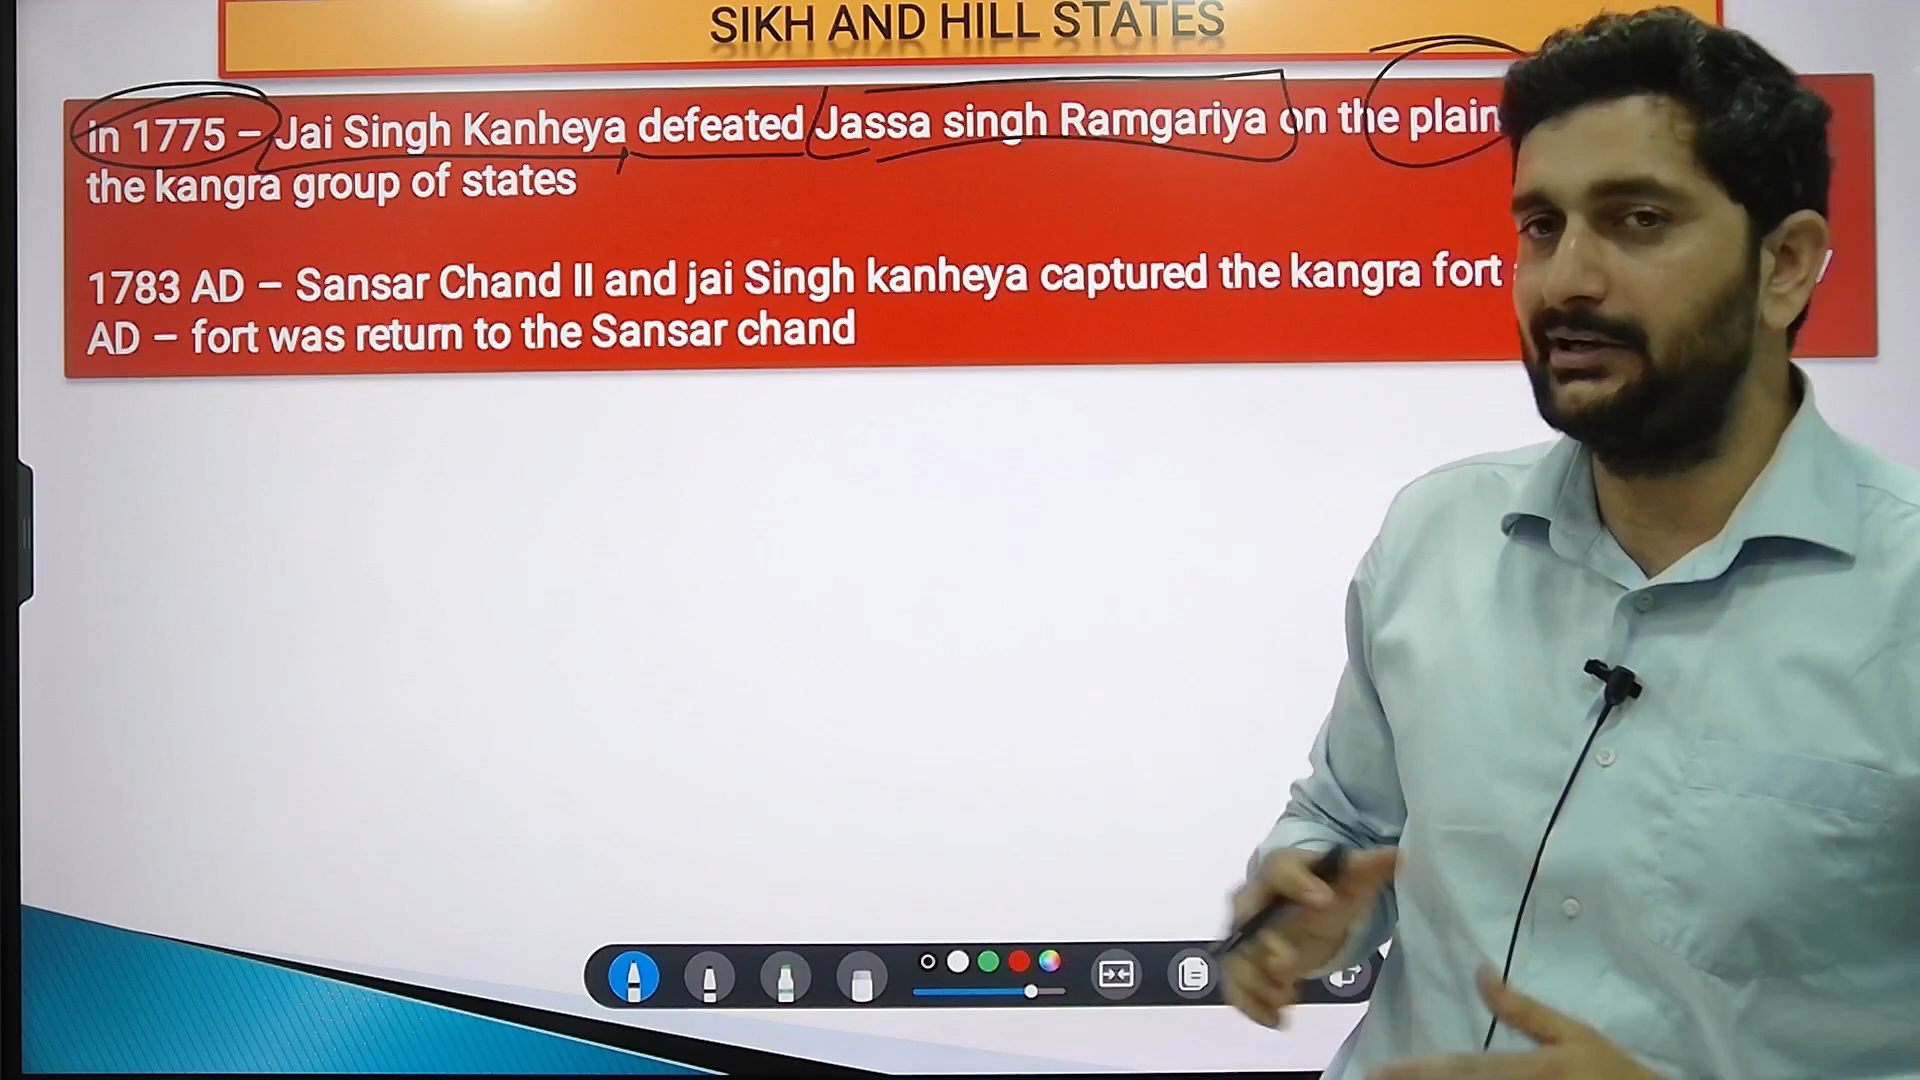 SIKH AND HILL STATES
in 1775 – Jai Singh Kanheya defeated Jassa singh Ramgariya on the plain
the kangra group of states
1783 AD – Sansar Chand II and jai Singh kanheya captured the kangra fort
AD – fort was return to the Sansar chand